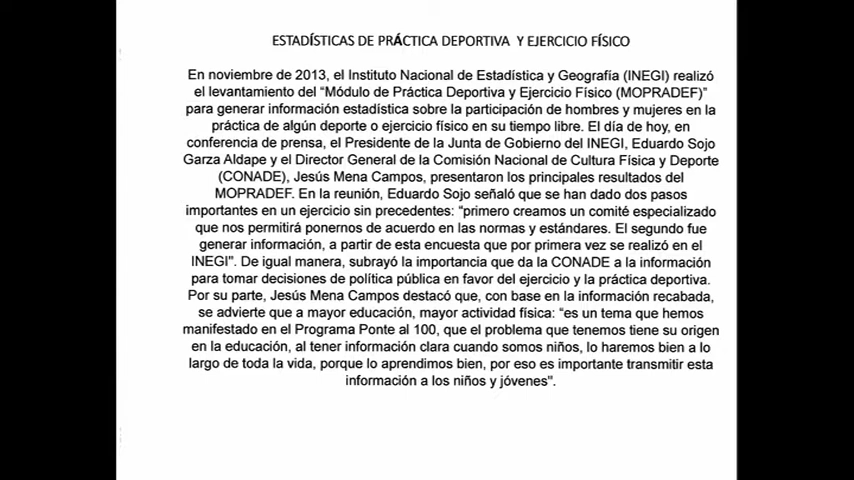 ESTADÍSTICAS DE PRÁCTICA DEPORTIVA Y EJERCICIO FÍSICO
En noviembre de 2013, el Instituto Nacional de Estadística y Geografía (INEGI) realizó
el levantamiento del “Módulo de Práctica Deportiva y Ejercicio Físico (MOPRADEF)”
para generar información estadística sobre la participación de hombres y mujeres en la
práctica de algún deporte o ejercicio físico en su tiempo libre. El día de hoy, en
conferencia de prensa, el Presidente de la Junta de Gobierno del INEGI, Eduardo Sojo
Garza Aldape y el Director General de la Comisión Nacional de Cultura Física y Deporte
(CONADE), Jesús Mena Campos, presentaron los principales resultados del
MOPRADEF. En la reunión, Eduardo Sojo señaló que se han dado dos pasos
importantes en un ejercicio sin precedentes: “primero creamos un comité especializado
que nos permitirá ponernos de acuerdo en las normas y estándares. El segundo fue
generar información, a partir de esta encuesta que por primera vez se realizó en el
INEGI". De igual manera, subrayó la importancia que da la CONADE a la información
para tomar decisiones de política pública en favor del ejercicio y la práctica deportiva.
Por su parte, Jesús Mena Campos destacó que, con base en la información recabada,
se advierte que a mayor educación, mayor actividad física: “es un tema que hemos
manifestado en el Programa Ponte al 100, que el problema que tenemos tiene su origen
en la educación, al tener información clara cuando somos niños, lo haremos bien a lo
largo de toda la vida, porque lo aprendimos bien, por eso es importante transmitir esta
información a los niños y jóvenes".